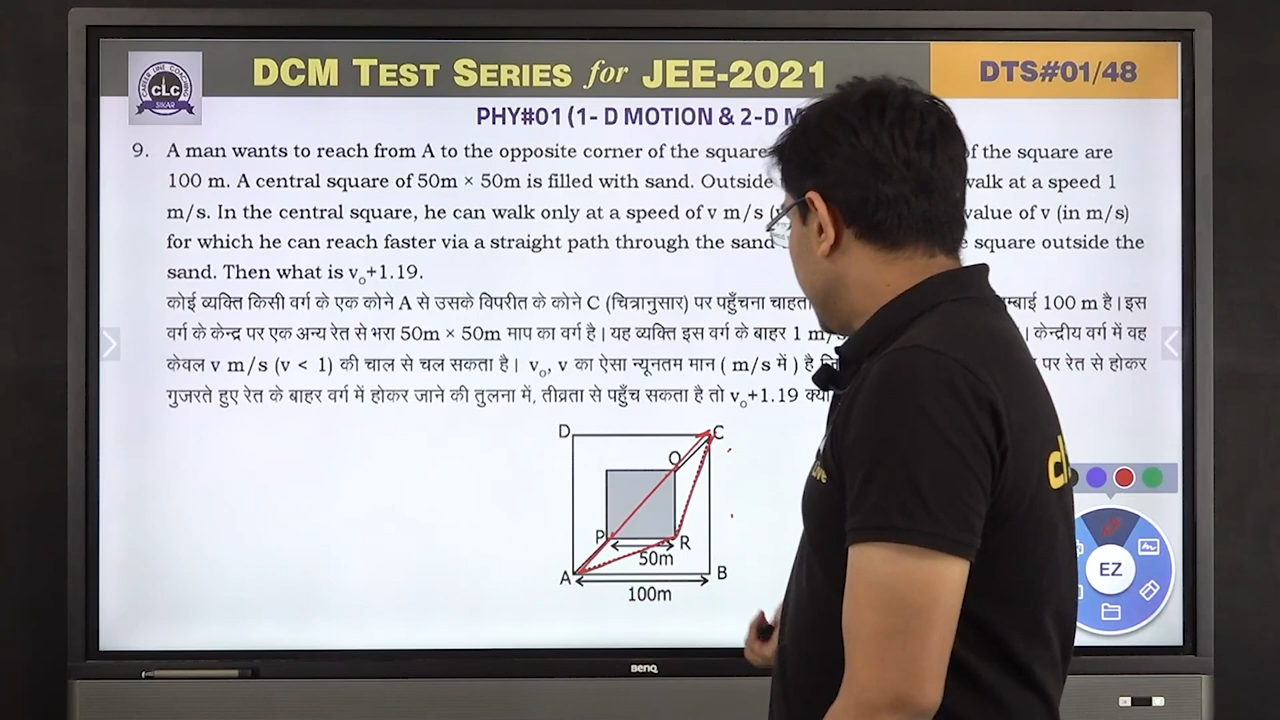 CLC
SIKAR
DCM TEST SERIES for JEE-2021
DTS#01/48
PHY#01 (1- D MOTION & 2-D M
9. A man wants to reach from A to the opposite corner of the square of the square are
100 m. A central square of 50m × 50m is filled with sand. Outside walk at a speed 1
m/s. In the central square, he can walk only at a speed of v m/s value of v (in m/s)
for which he can reach faster via a straight path through the sand square outside the
sand. Then what is v₀+1.19.
कोई व्यक्ति किसी वर्ग के एक कोने A से उसके विपरीत के कोने C (चित्रानुसार) पर पहुँचना 100 m है। इस
वर्ग के केन्द्र पर एक अन्य रेत से भरा 50m × 50m माप का वर्ग है। यह व्यक्ति इस वर्ग के बाहर 1 । केन्द्रीय वर्ग में वह
केवल v m/s (v < 1) की चाल से चल सकता है। v₀, v का ऐसा न्यूनतम मान ( m/s में ) है पर रेत से होकर
गुजरते हुए रेत के बाहर वर्ग में होकर जाने की तुलना में, तीव्रता से पहुँच सकता है तो v₀+1.19
D C
Q
P R
50m
A B
100m
EZ
BenQ